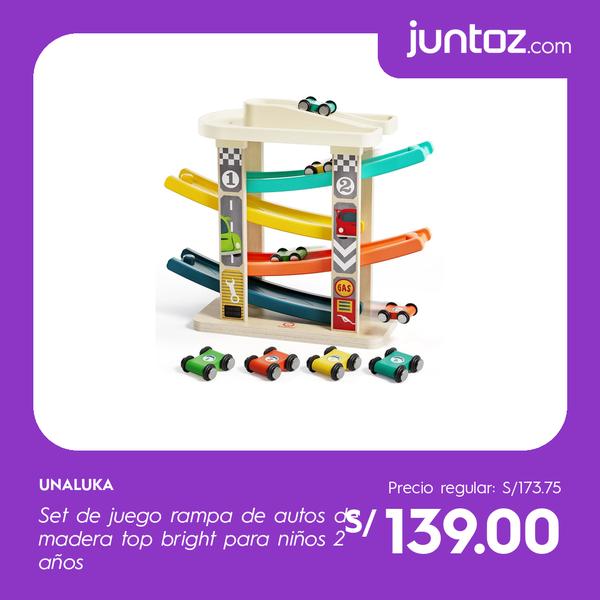 juntoz.com
1
2
GAS
UNALUKA
Precio regular: S/173.75
Set de juego rampa de autos de
madera top bright para niños 2
años
S/ 139.00